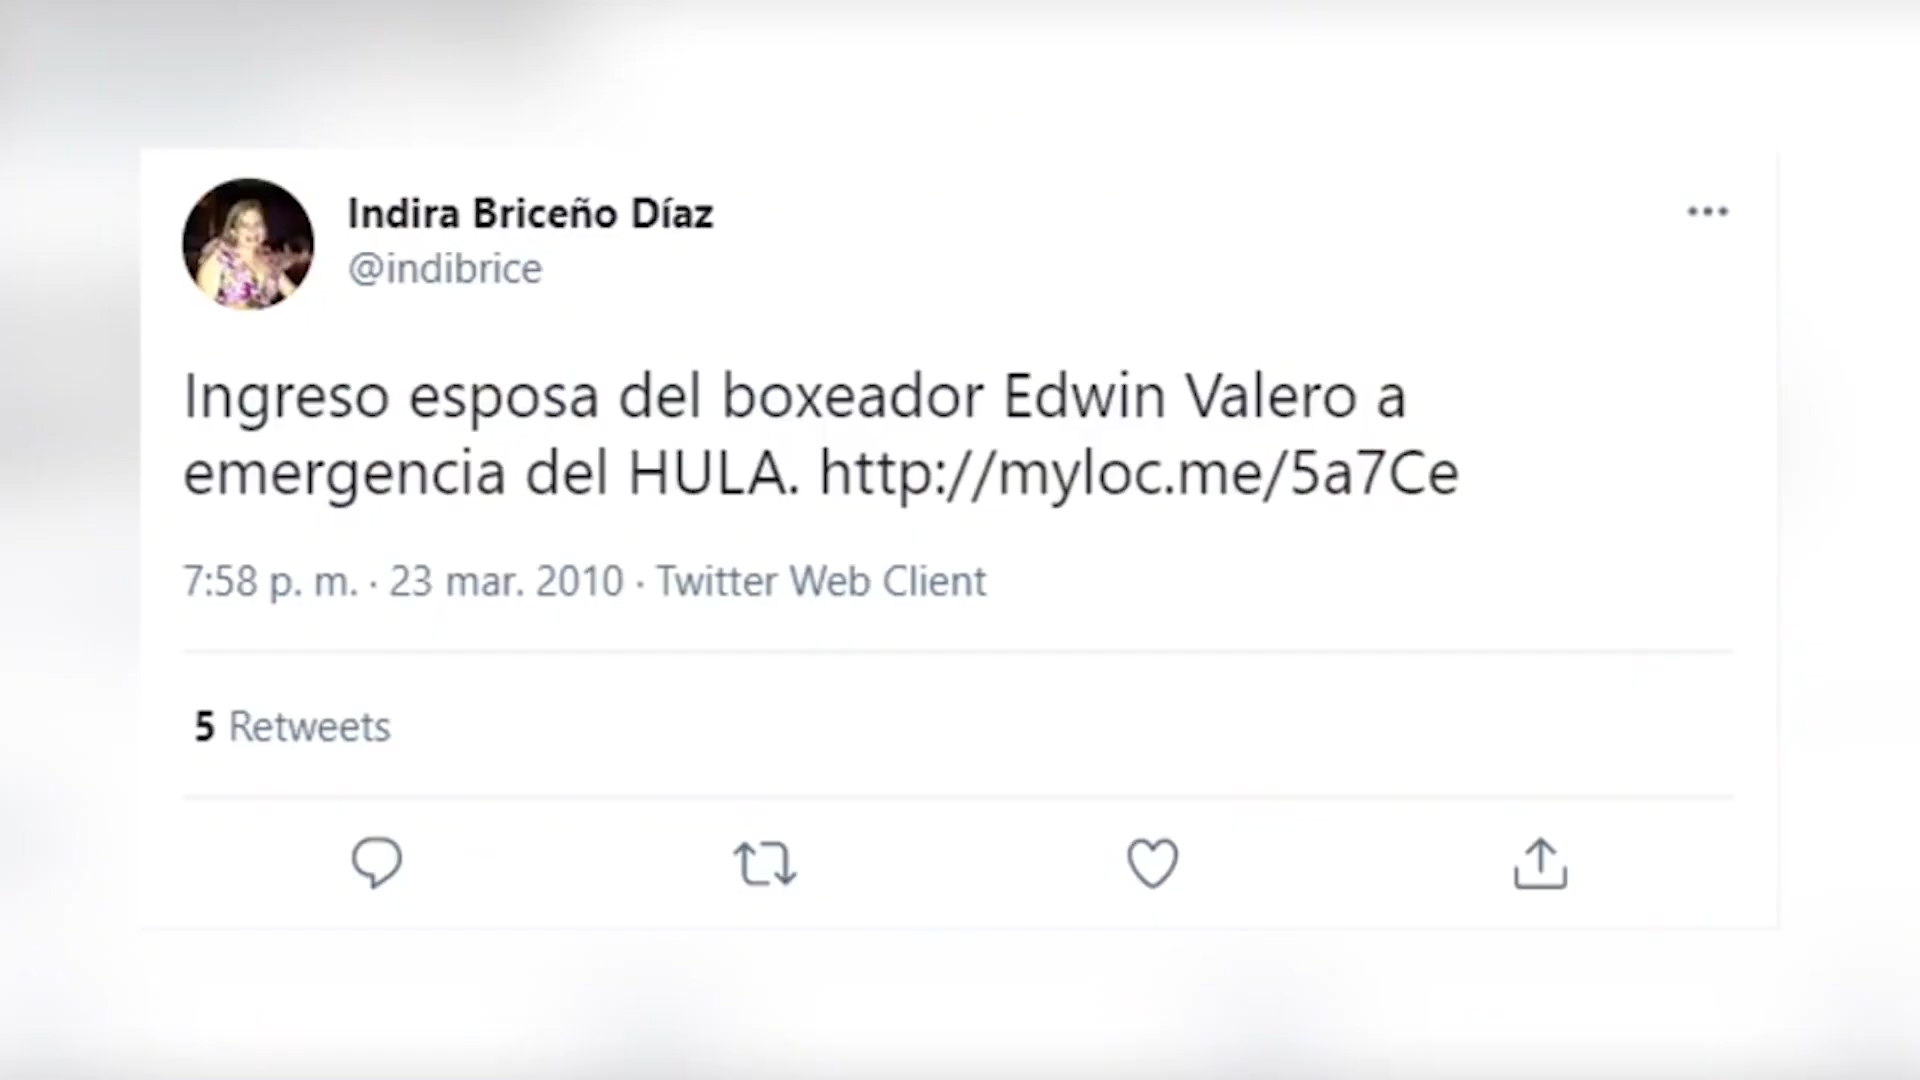 Indira Briceño Díaz
@indibrice
Ingreso esposa del boxeador Edwin Valero a
emergencia del HULA. http://myloc.me/5a7Ce
7:58 p. m. · 23 mar. 2010 · Twitter Web Client
5 Retweets